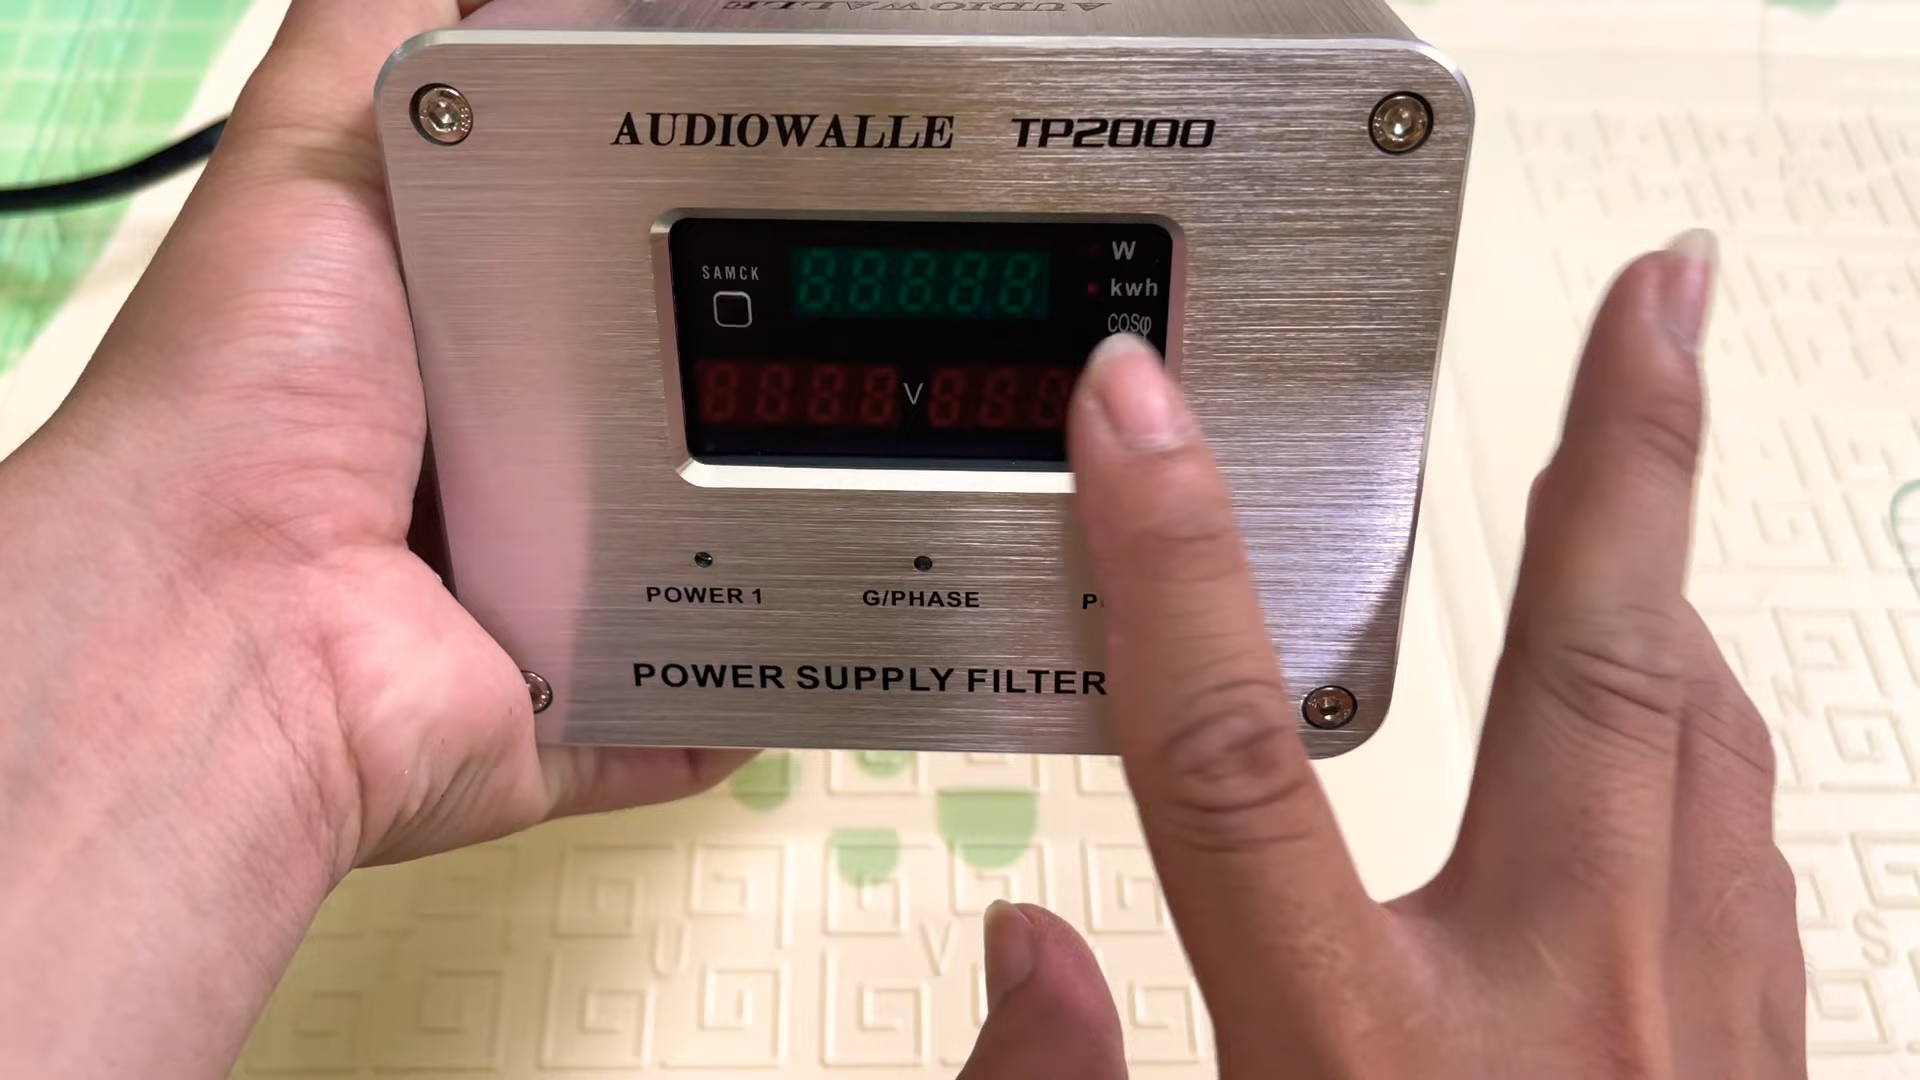 AUDIOWALLE TP2000
SAMCK
W
kwh
COSφ
V
POWER 1 G/PHASE
POWER SUPPLY FILTER
U V S